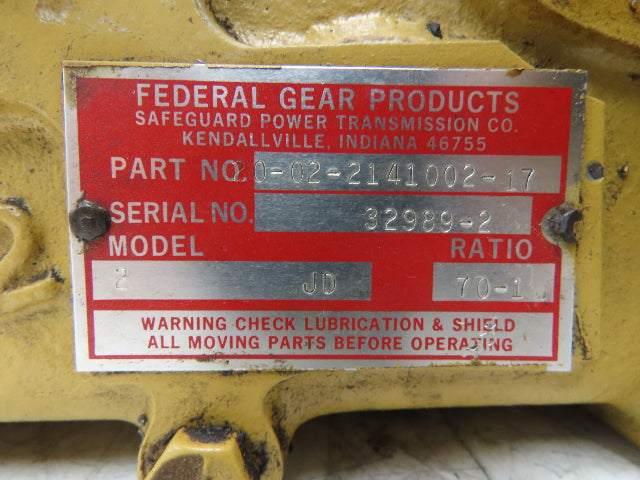 FEDERAL GEAR PRODUCTS
SAFEGUARD POWER TRANSMISSION CO.
KENDALLVILLE, INDIANA 46755
PART NO. 20-02-2141002-17
SERIAL NO. 32989-2
MODEL RATIO
2 JD 70-1
WARNING CHECK LUBRICATION & SHIELD
ALL MOVING PARTS BEFORE OPERATING
2